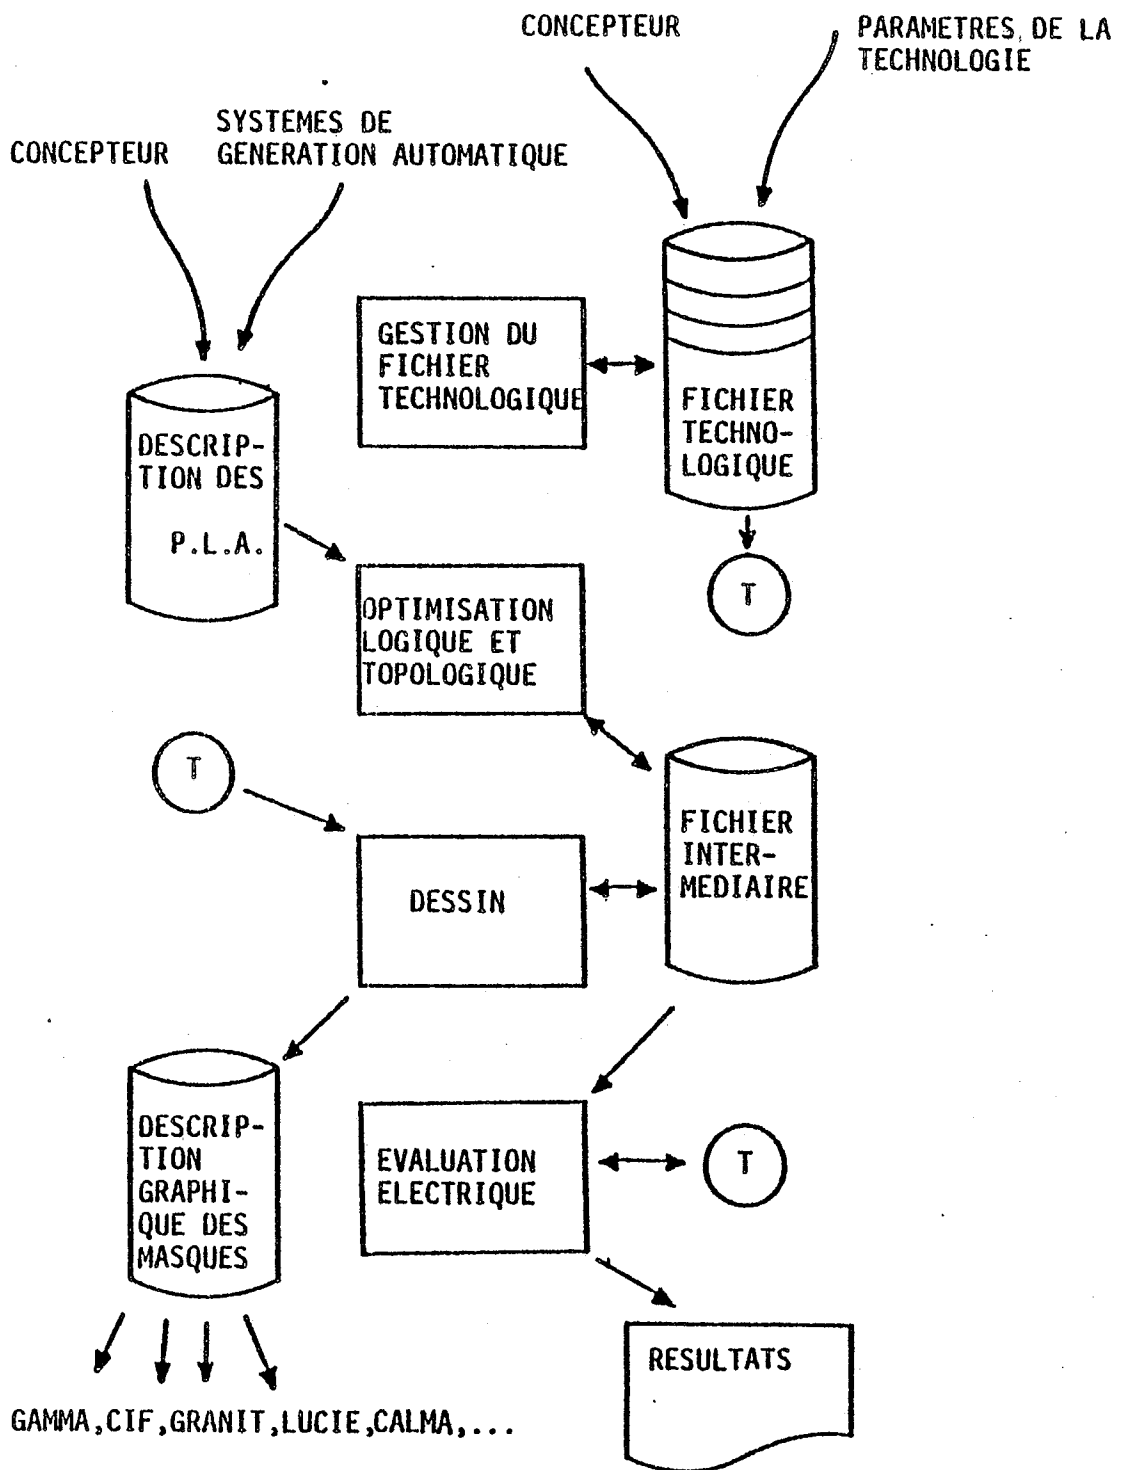 CONCEPTEUR
PARAMETRES DE LA
TECHNOLOGIE
SYSTEMES DE
CONCEPTEUR GENERATION AUTOMATIQUE
GESTION DU
FICHIER
TECHNOLOGIQUE
FICHIER
TECHNO-
LOGIQUE
DESCRIP-
TION DES
P.L.A.
T
OPTIMISATION
LOGIQUE ET
TOPOLOGIQUE
T
FICHIER
INTER-
MEDIAIRE
DESSIN
DESCRIP-
TION
GRAPHI-
QUE DES
MASQUES
EVALUATION
ELECTRIQUE
T
RESULTATS
GAMMA,CIF,GRANIT,LUCIE,CALMA,...